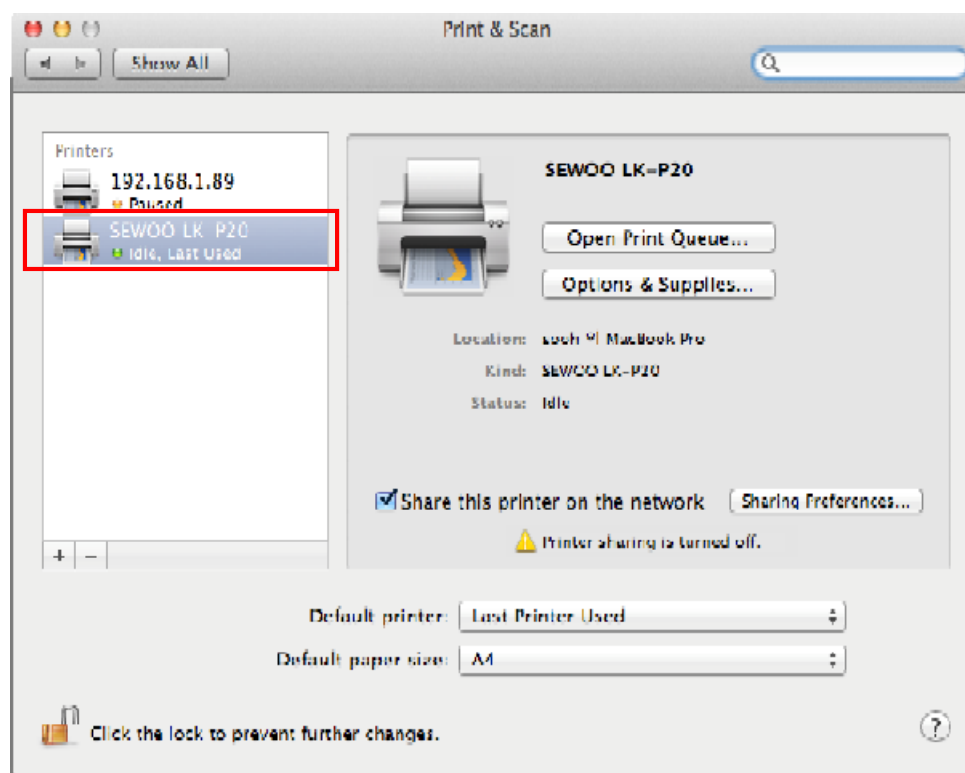 Print & Scan
Show All
Printers
192.168.1.89
Paused
SEWOO LK-P20
Idle, Last Used
SEWOO LK-P20
Open Print Queue...
Options & Supplies...
Location: MacBook Pro
Kind: SEWOO LK-P20
Status: Idle
Share this printer on the network
Sharing Preferences...
Printer sharing is turned off.
+ −
Default printer: Last Printer Used
Default paper size: A4
Click the lock to prevent further changes.
?